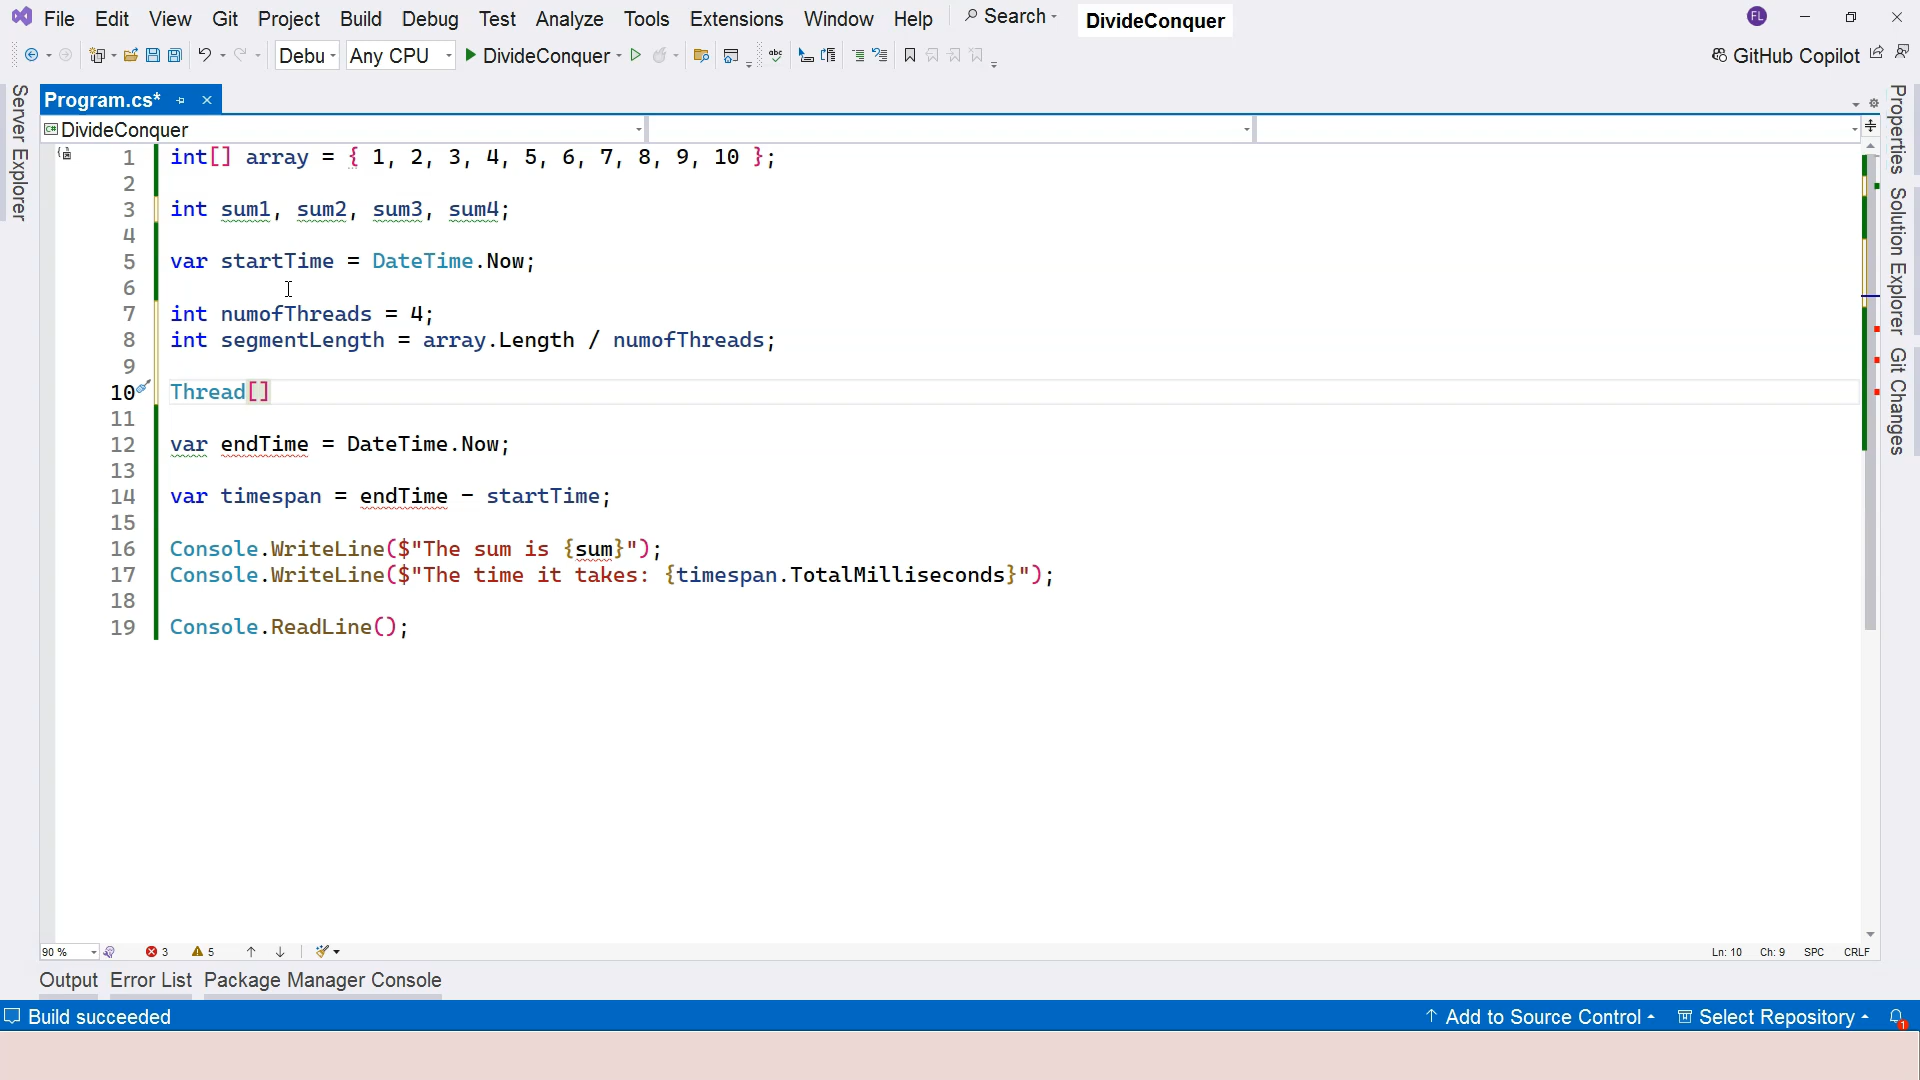 File Edit View Git Project Build Debug Test Analyze Tools Extensions Window Help Search DivideConquer FL
Debu Any CPU DivideConquer abc GitHub Copilot
Server Explorer
Program.cs*
DivideConquer
1 int[] array = { 1, 2, 3, 4, 5, 6, 7, 8, 9, 10 };
2
3 int sum1, sum2, sum3, sum4;
4
5 var startTime = DateTime.Now;
6
7 int numofThreads = 4;
8 int segmentLength = array.Length / numofThreads;
9
10 Thread[]
11
12 var endTime = DateTime.Now;
13
14 var timespan = endTime - startTime;
15
16 Console.WriteLine($"The sum is {sum}");
17 Console.WriteLine($"The time it takes: {timespan.TotalMilliseconds}");
18
19 Console.ReadLine();
Properties
Solution Explorer
Git Changes
90 % 3 5 Ln: 10 Ch: 9 SPC CRLF
Output Error List Package Manager Console
Build succeeded Add to Source Control Select Repository 1